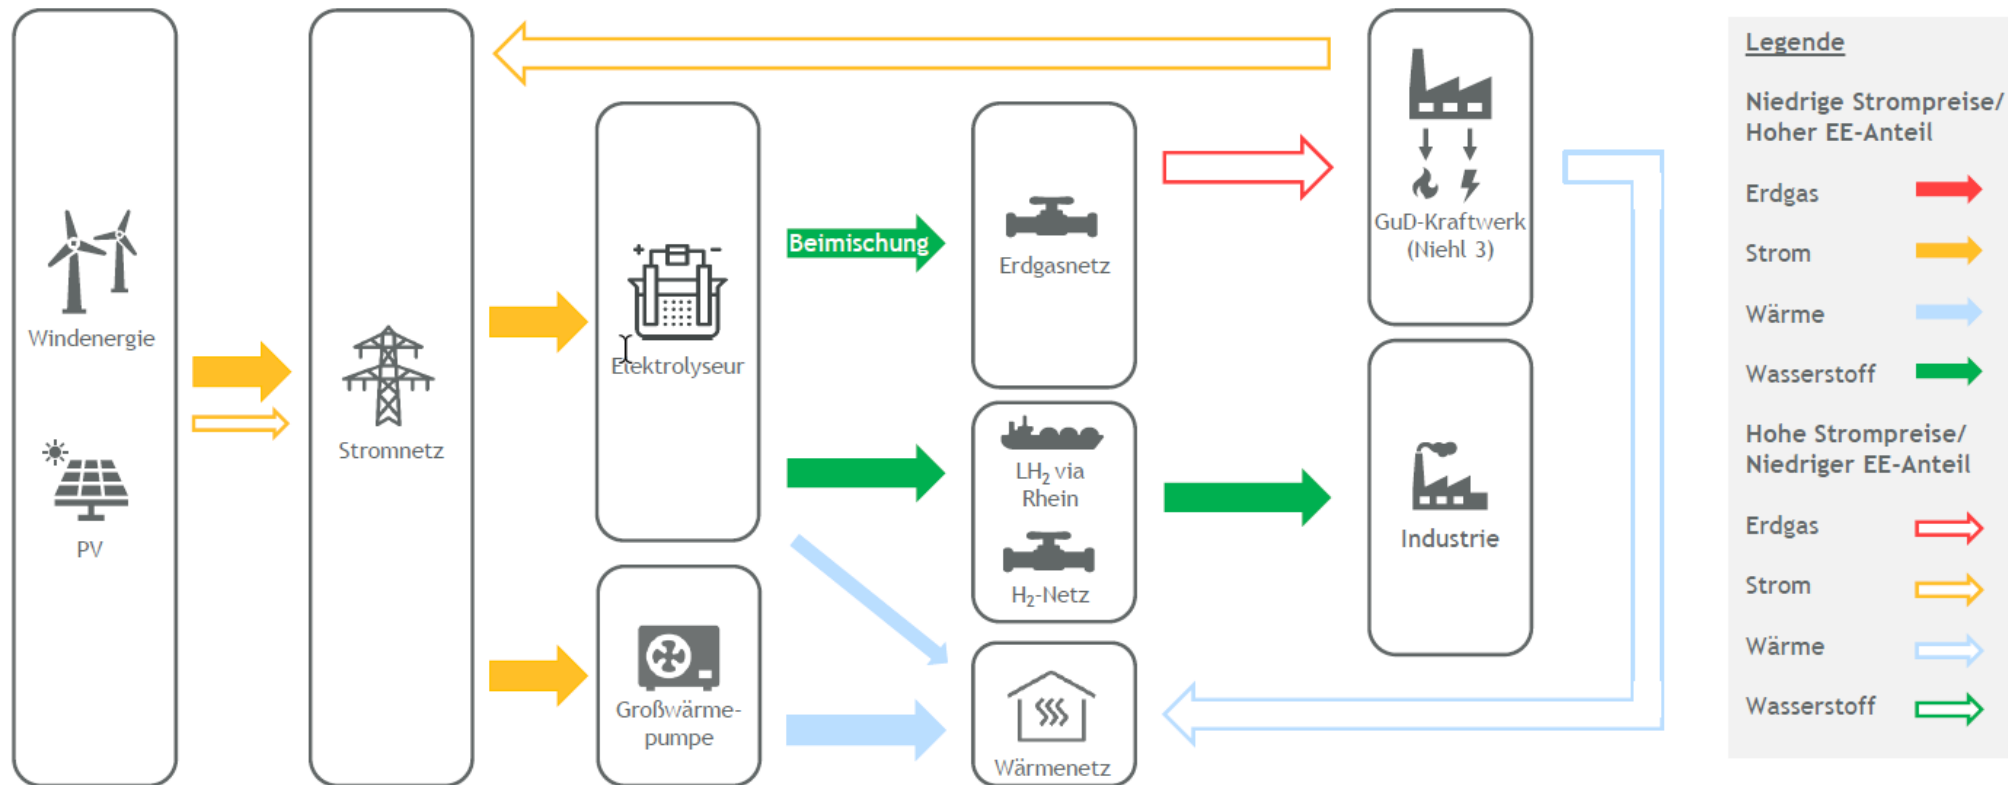 Windenergie
PV
Stromnetz
+
-
Elektrolyseur
Großwärme-
pumpe
Beimischung
Erdgasnetz
LH₂ via
Rhein
H₂-Netz
Wärmenetz
GuD-Kraftwerk
(Niehl 3)
Industrie
Legende
Niedrige Strompreise/
Hoher EE-Anteil
Erdgas
Strom
Wärme
Wasserstoff
Hohe Strompreise/
Niedriger EE-Anteil
Erdgas
Strom
Wärme
Wasserstoff